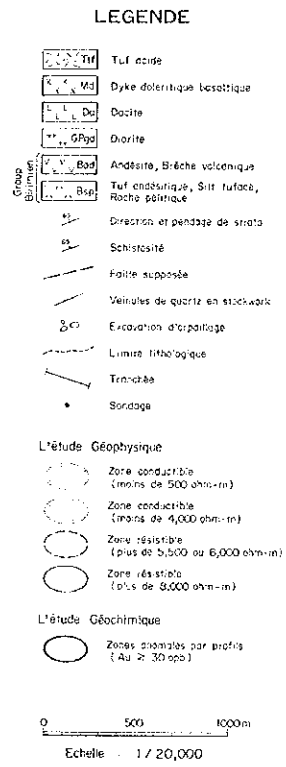 LEGENDE
Ttf Tuf acide
Md Dyke doleritique basaltique
Da Dacite
GPgd Diorite
Group Birimien
Bad Andésite, Brêche volcanique
Bsp Tuf andésitique, Silt tufacé,
Roche pélitique
Direction et pendage de strate
65 Schistosité
Faille supposée
Veinules de quartz en stockwork
Excavation d'orpaillage
Limite lithologique
Tranchée
Sondage
L'étude Géophysique
Zone conductible
(moins de 500 ohm-m)
Zone conductible
(moins de 4,000 ohm-m)
Zone résistible
(plus de 5,500 ou 6,000 ohm-m)
Zone résistible
(plus de 8,000 ohm-m)
L'étude Géochimique
Zones anomales par profils
(Au ≥ 30 ppb)
0 500 1000m
Echelle 1/20,000